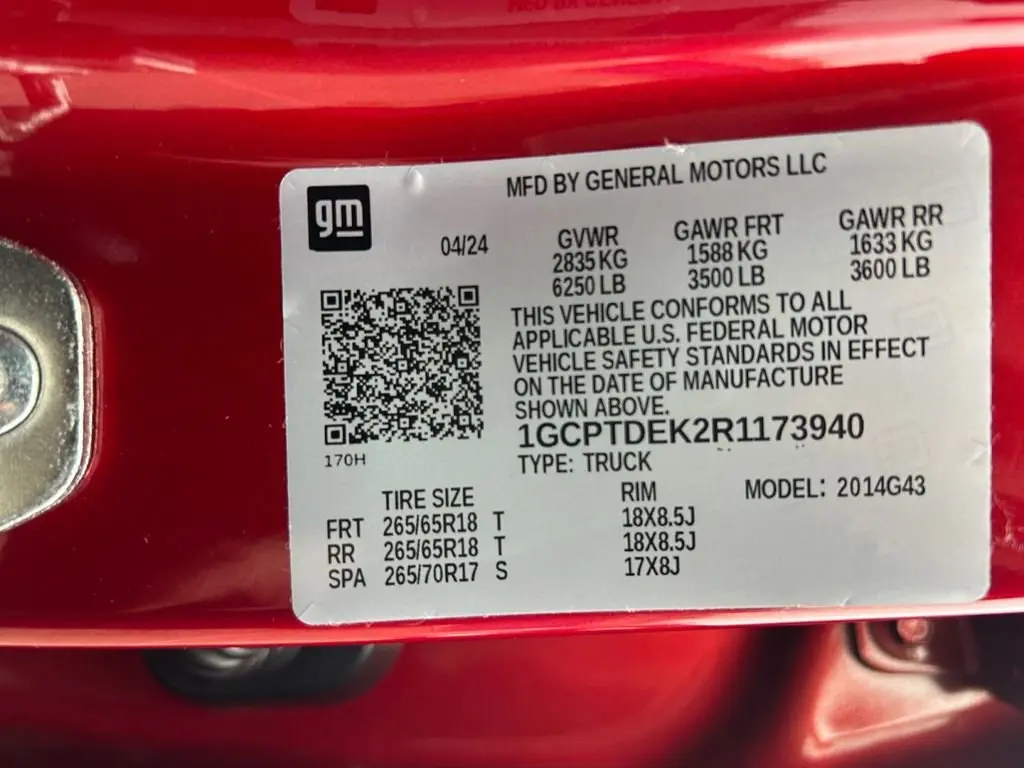 MFD BY GENERAL MOTORS LLC
gm
04/24
GVWR GAWR FRT GAWR RR
2835 KG 1588 KG 1633 KG
6250 LB 3500 LB 3600 LB
THIS VEHICLE CONFORMS TO ALL
APPLICABLE U.S. FEDERAL MOTOR
VEHICLE SAFETY STANDARDS IN EFFECT
ON THE DATE OF MANUFACTURE
SHOWN ABOVE.
1GCPTDEK2R1173940
170H
TYPE: TRUCK
TIRE SIZE RIM MODEL: 2014G43
FRT 265/65R18 T 18X8.5J
RR 265/65R18 T 18X8.5J
SPA 265/70R17 S 17X8J